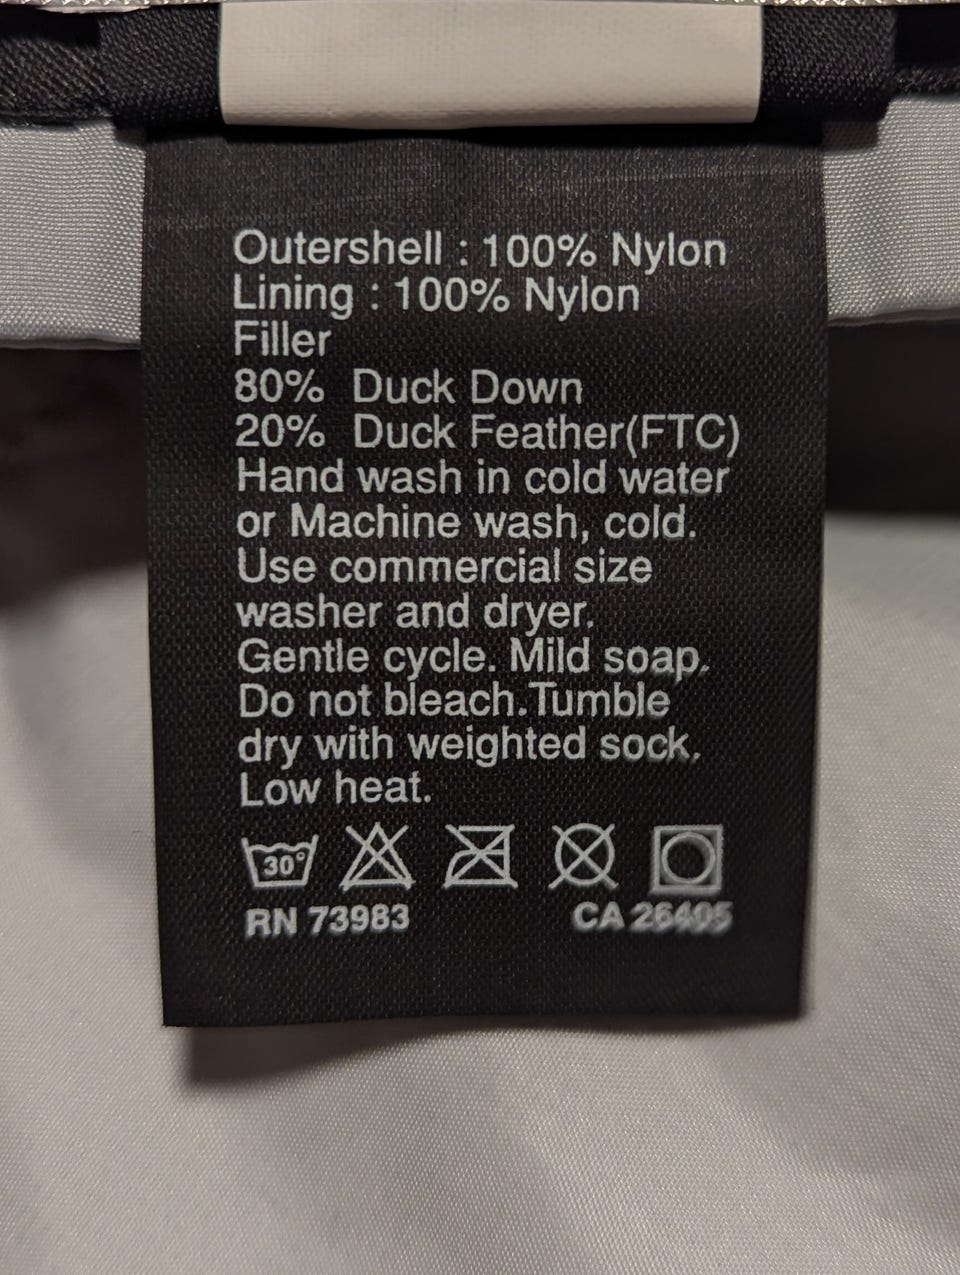 Outershell : 100% Nylon
Lining : 100% Nylon
Filler
80% Duck Down
20% Duck Feather(FTC)
Hand wash in cold water
or Machine wash, cold.
Use commercial size
washer and dryer.
Gentle cycle. Mild soap.
Do not bleach.Tumble
dry with weighted sock.
Low heat.
30°
RN 73983 CA 26405